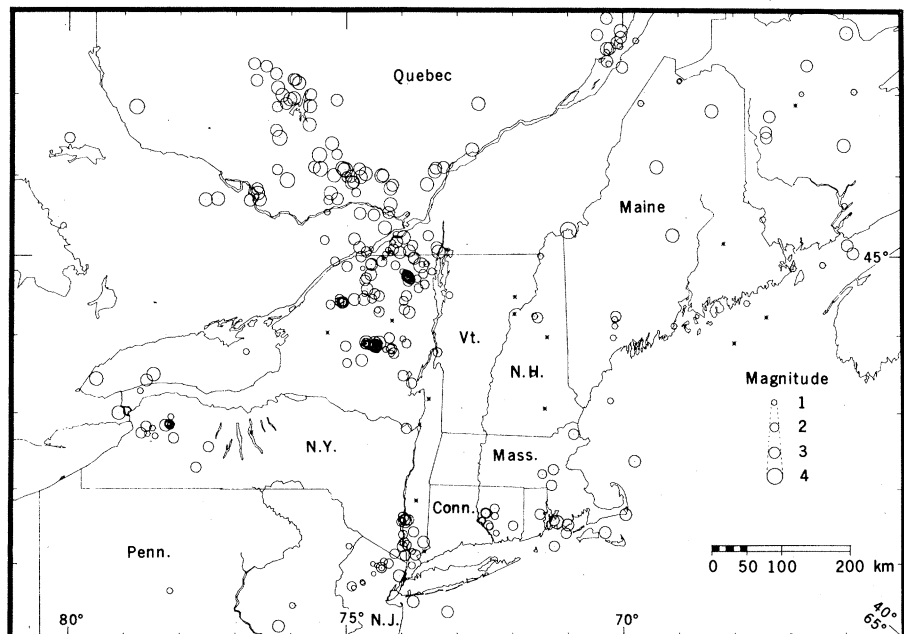 Quebec
Maine
45°
Vt.
N.H.
Magnitude
1
2
3
4
N.Y.
Mass.
Conn.
Penn.
0 50 100 200 km
80°
75°
N.J.
70°
40°
65°